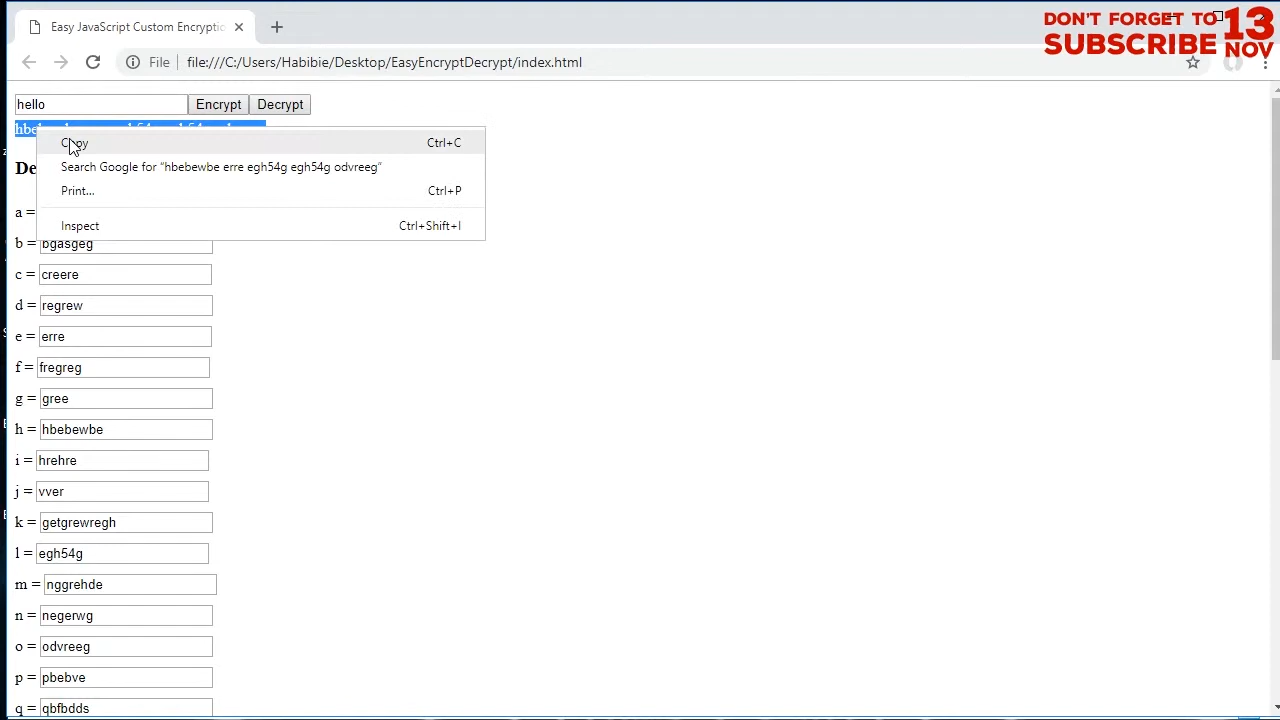 Easy JavaScript Custom Encryptic
DON'T FORGET TO
SUBSCRIBE
13
NOV
File
file:///C:/Users/Habibie/Desktop/EasyEncryptDecrypt/index.html
hello Encrypt Decrypt
Copy Ctrl+C
Search Google for “hbebewbe erre egh54g egh54g odvreeg”
Print... Ctrl+P
Inspect Ctrl+Shift+I
De
a =
b = bgasgeg
c = creere
d = regrew
e = erre
f = fregreg
g = gree
h = hbebewbe
i = hrehre
j = vver
k = getgrewregh
l = egh54g
m = nggrehde
n = negerwg
o = odvreeg
p = pbebve
q = qbfbdds